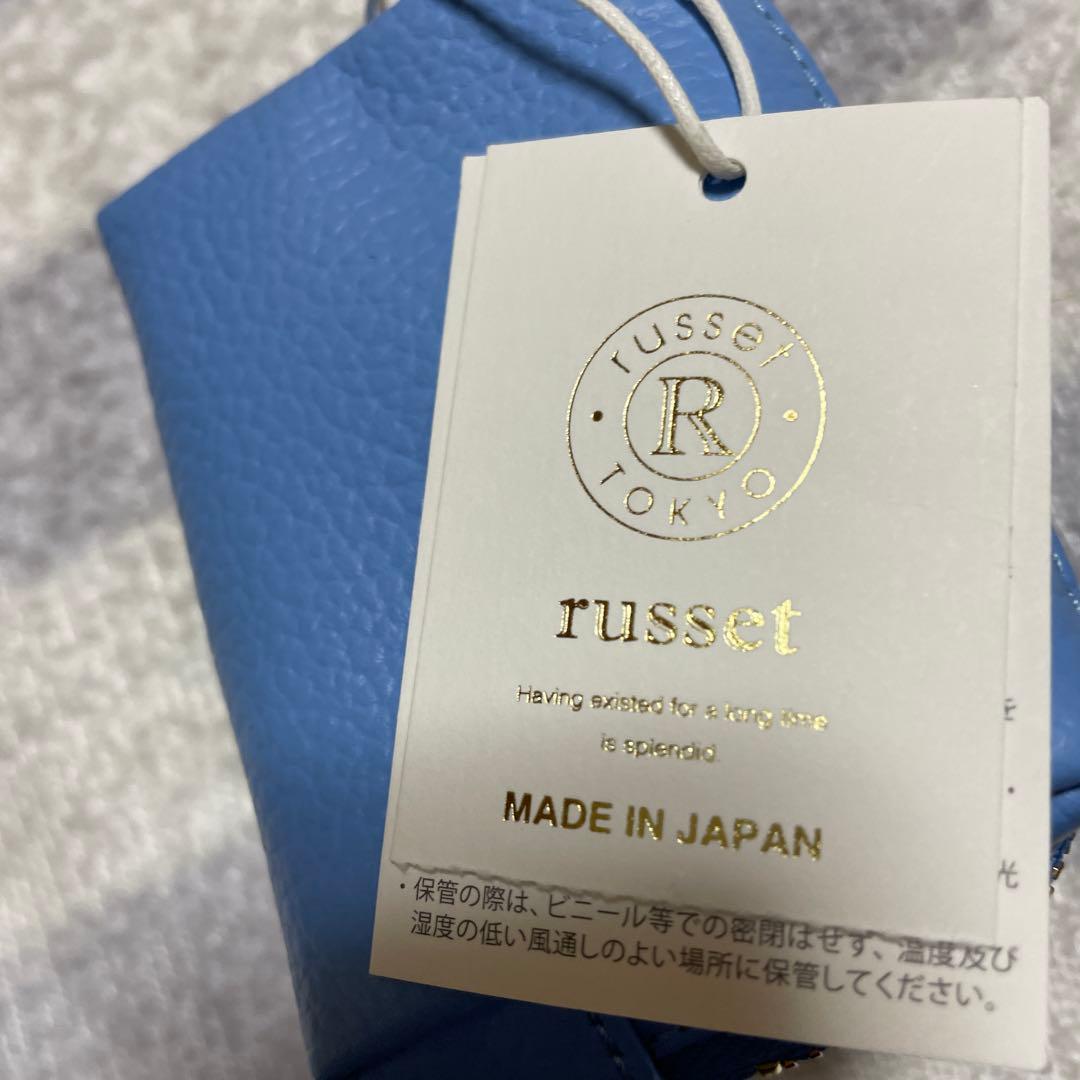 russet
R
TOKYO
russet
Having existed for a long time
is splendid.
MADE IN JAPAN
を
・
光
・保管の際は、ビニール等での密閉はせず、温度及び
湿度の低い風通しのよい場所に保管してください。